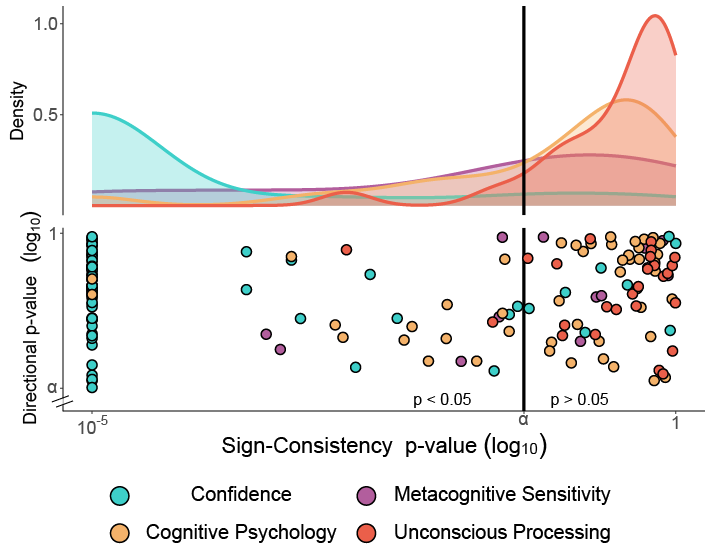 1.0
0.5
Density
1
α
Directional p-value (log10)
p < 0.05
p > 0.05
10-5
α
1
Sign-Consistency p-value (log10)
Confidence
Metacognitive Sensitivity
Cognitive Psychology
Unconscious Processing